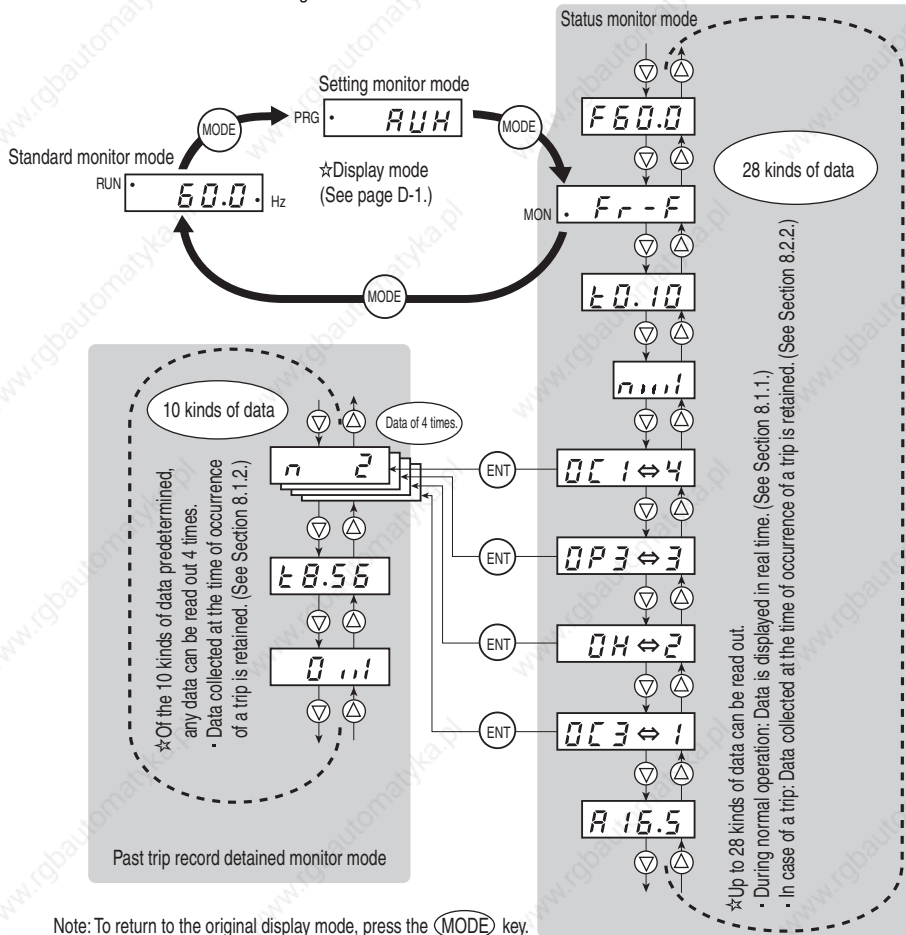 Status monitor mode
Setting monitor mode
MODE
PRG
AUH
MODE
Standard monitor mode
RUN
60.0
Hz
☆Display mode
(See page D-1.)
MODE
F60.0
28 kinds of data
MON
Fr-F
t0.10
10 kinds of data
Data of 4 times.
n 2
ENT
OC1⇔4
t8.56
ENT
OP3⇔3
ENT
OH⇔2
ENT
OC3⇔1
A16.5
☆Of the 10 kinds of data predetermined,
any data can be read out 4 times.
- Data collected at the time of occurrence
of a trip is retained. (See Section 8.1.2.)
☆Up to 28 kinds of data can be read out.
- During normal operation: Data is displayed in real time. (See Section 8.1.1.)
- In case of a trip: Data collected at the time of occurrence of a trip is retained. (See Section 8.2.2.)
Past trip record detained monitor mode
Note: To return to the original display mode, press the MODE key.
www.rgbautomatyka.pl